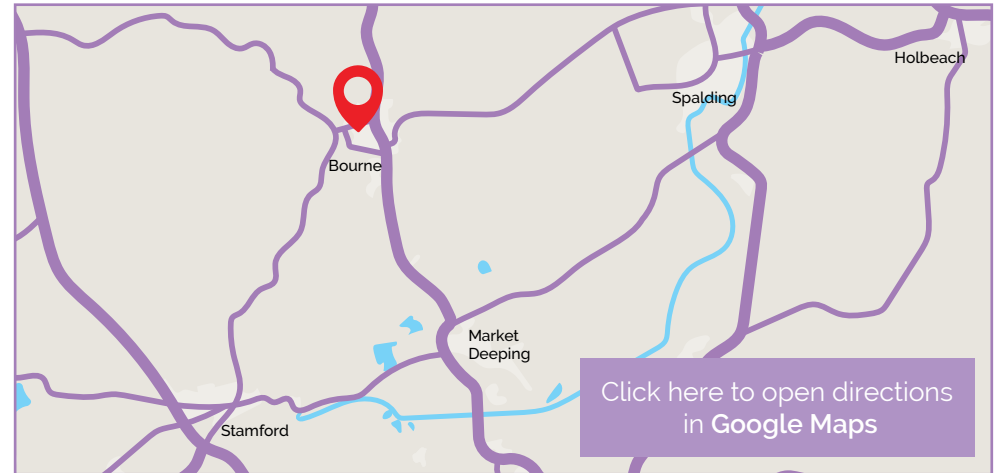 Holbeach
Spalding
Bourne
Market
Deeping
Stamford
Click here to open directions
in Google Maps